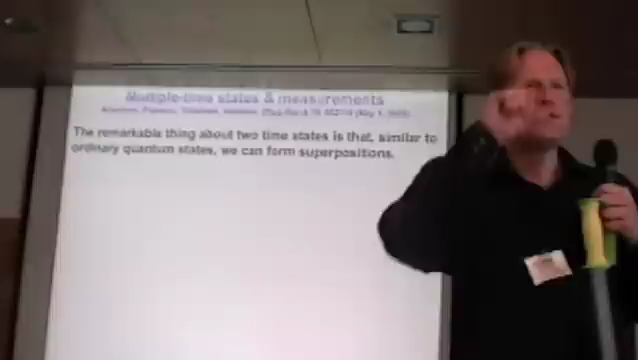 Multiple-time states & measurements
The remarkable thing about two time states is that, similar to
ordinary quantum states, we can form superpositions.